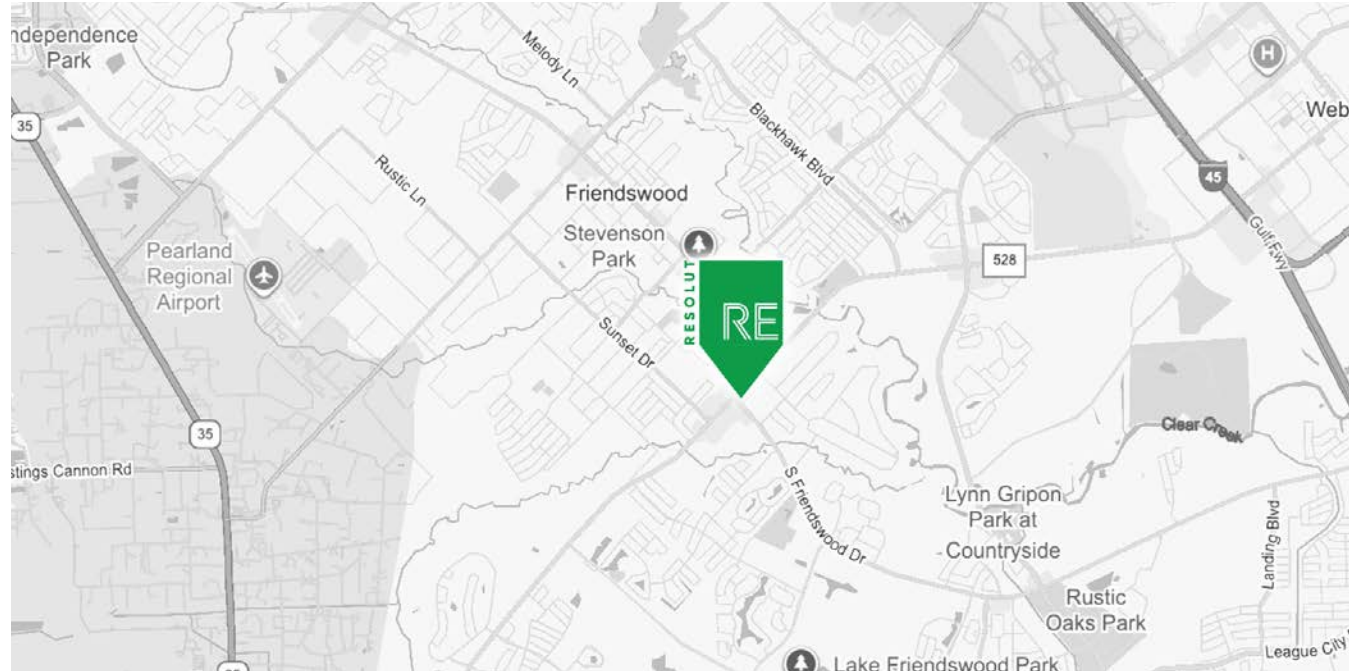 ndependence
Park
Melody Ln
H
Web
35
Blackhawk Blvd
Rustic Ln
45
Friendswood
Stevenson
Park
Gulf Fwy
Pearland
Regional
Airport
528
RESOLUT
RE
Sunset Dr
Clear Creek
35
stings Cannon Rd
S Friendswood Dr
Lynn Gripon
Park at
Countryside
Landing Blvd
Rustic
Oaks Park
League City
Lake Friendswood Park
35